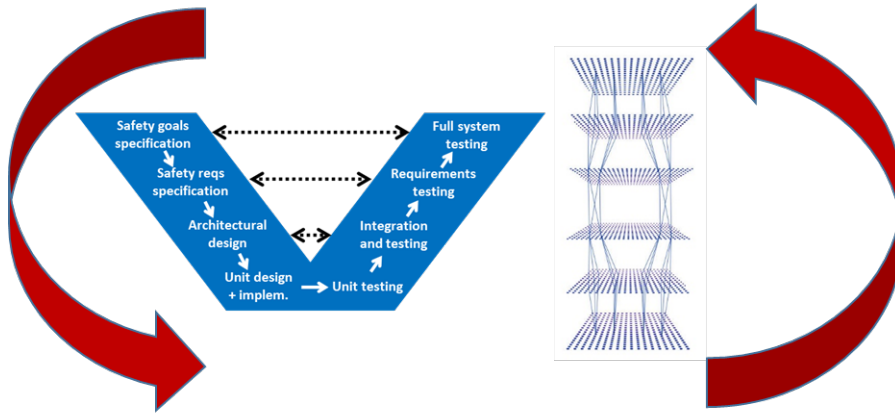 Safety goals
specification
Safety reqs
specification
Architectural
design
Unit design
+ implem.
Unit testing
Integration
and testing
Requirements
testing
Full system
testing